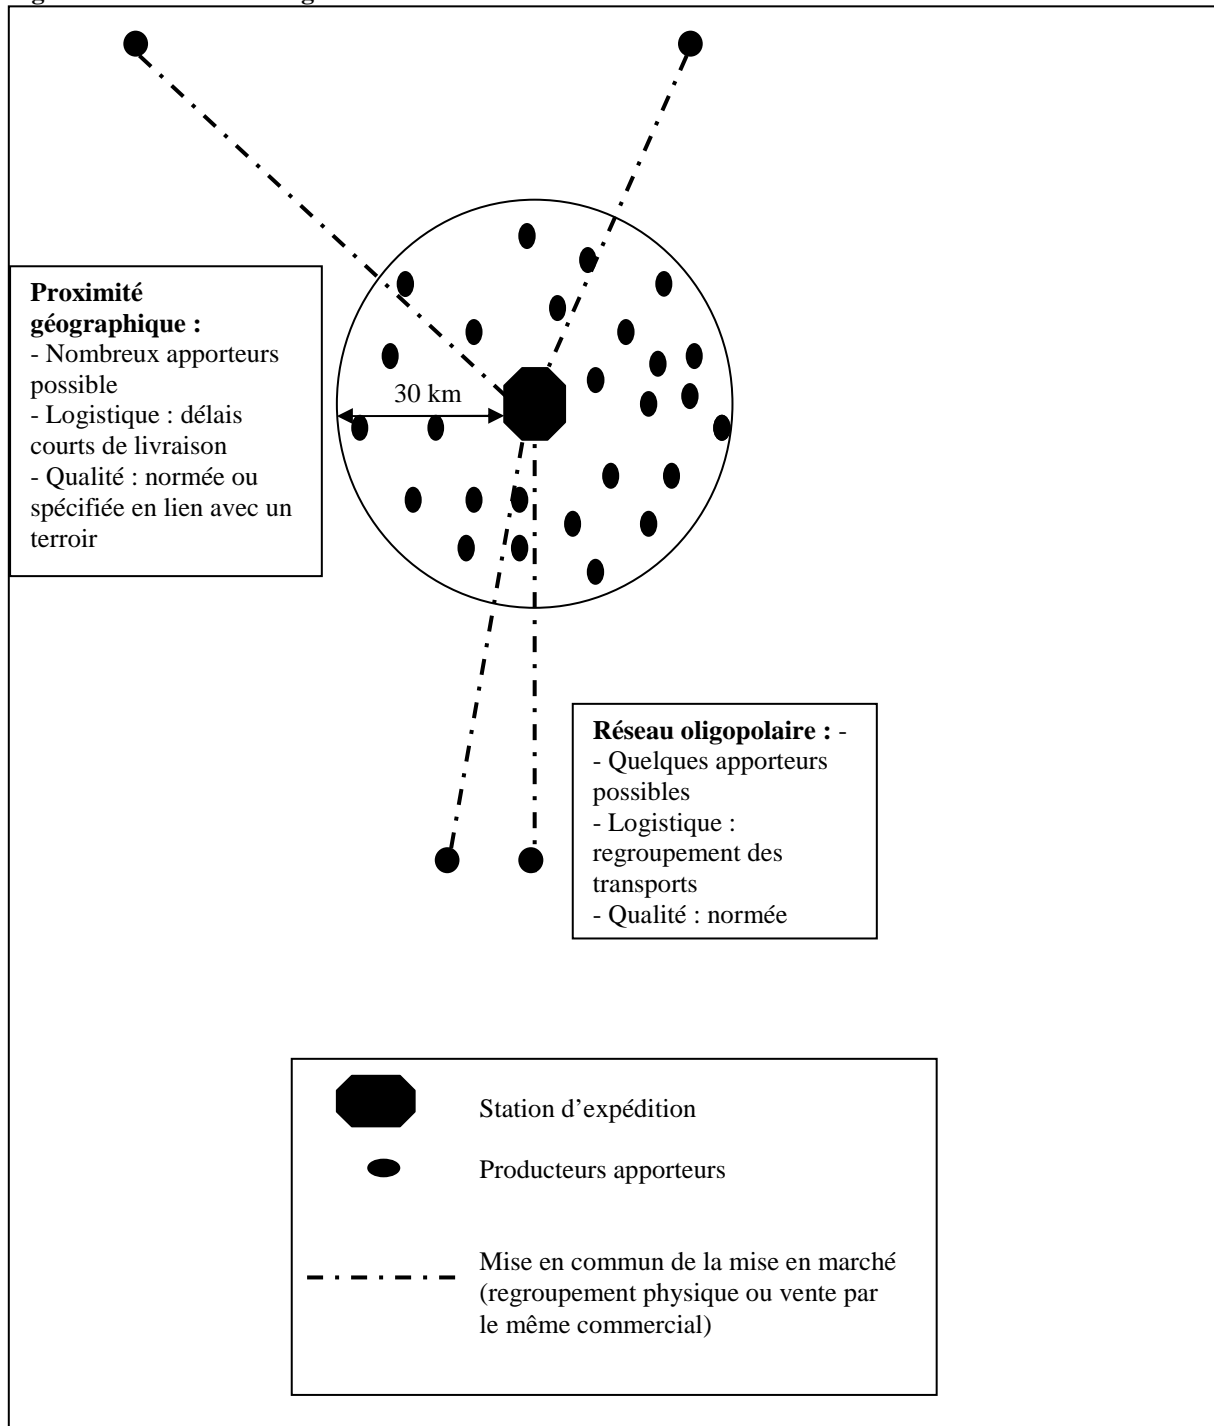 Proximité
géographique :
- Nombreux apporteurs
possible
- Logistique : délais
courts de livraison
- Qualité : normée ou
spécifiée en lien avec un
terroir
30 km
Réseau oligopolaire : -
- Quelques apporteurs
possibles
- Logistique :
regroupement des
transports
- Qualité : normée
Station d’expédition
Producteurs apporteurs
Mise en commun de la mise en marché
(regroupement physique ou vente par
le même commercial)